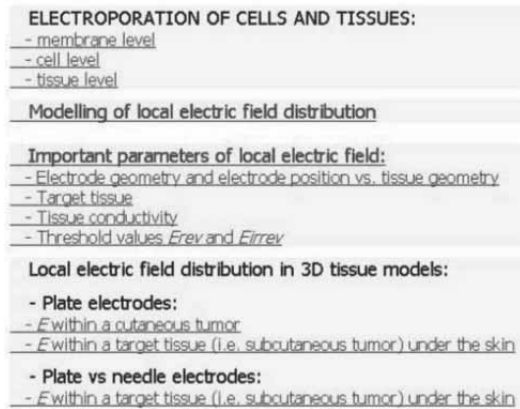 ELECTROPORATION OF CELLS AND TISSUES:
- membrane level
- cell level
- tissue level
Modelling of local electric field distribution
Important parameters of local electric field:
- Electrode geometry and electrode position vs. tissue geometry
- Target tissue
- Tissue conductivity
- Threshold values Erev and Eirrev
Local electric field distribution in 3D tissue models:
- Plate electrodes:
- E within a cutaneous tumor
- E within a target tissue (i.e. subcutaneous tumor) under the skin
- Plate vs needle electrodes:
- E within a target tissue (i.e. subcutaneous tumor) under the skin